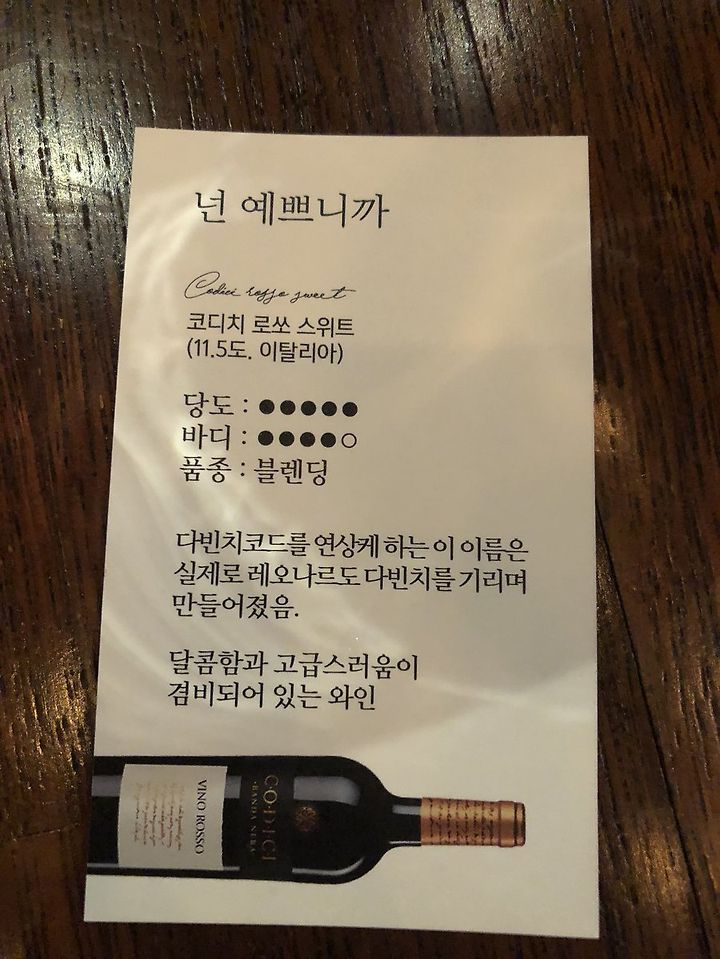 넌 예쁘니까
Codici rosso sweet
코디치 로쏘 스위트
(11.5도. 이탈리아)
당도 : ●●●●●
바디 : ●●●●○
품종 : 블렌딩
다빈치코드를 연상케 하는 이 이름은
실제로 레오나르도 다빈치를 기리며
만들어졌음.
달콤함과 고급스러움이
겸비되어 있는 와인
CODICI
BANDA NERA
VINO ROSSO